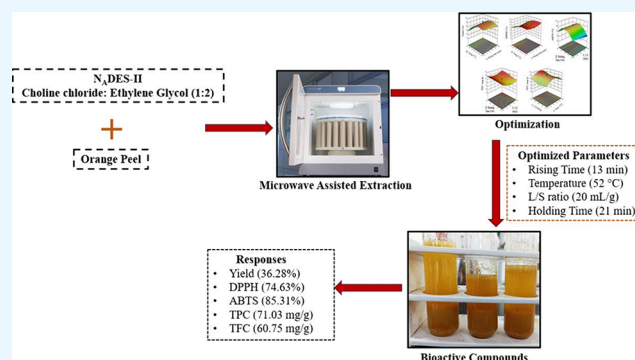 NADES-II
Choline chloride: Ethylene Glycol (1:2)
+
Orange Peel
Microwave Assisted Extraction
Optimization
Optimized Parameters
• Rising Time (13 min)
• Temperature (52 °C)
• L/S ratio (20 mL/g)
• Holding Time (21 min)
Responses
• Yield (36.28%)
• DPPH (74.63%)
• ABTS (85.31%)
• TPC (71.03 mg/g)
• TFC (60.75 mg/g)
Bioactive Compounds